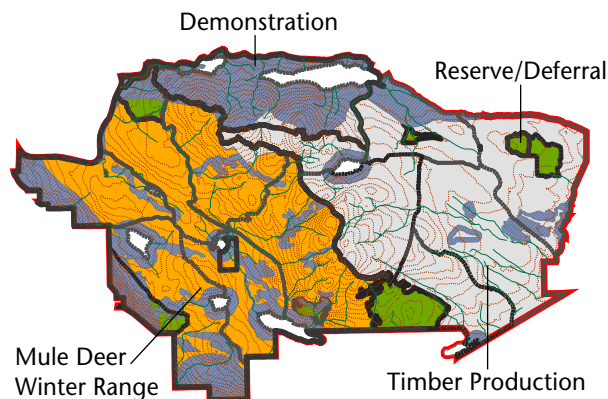 Demonstration
Reserve/Deferral
Mule Deer
Winter Range
Timber Production